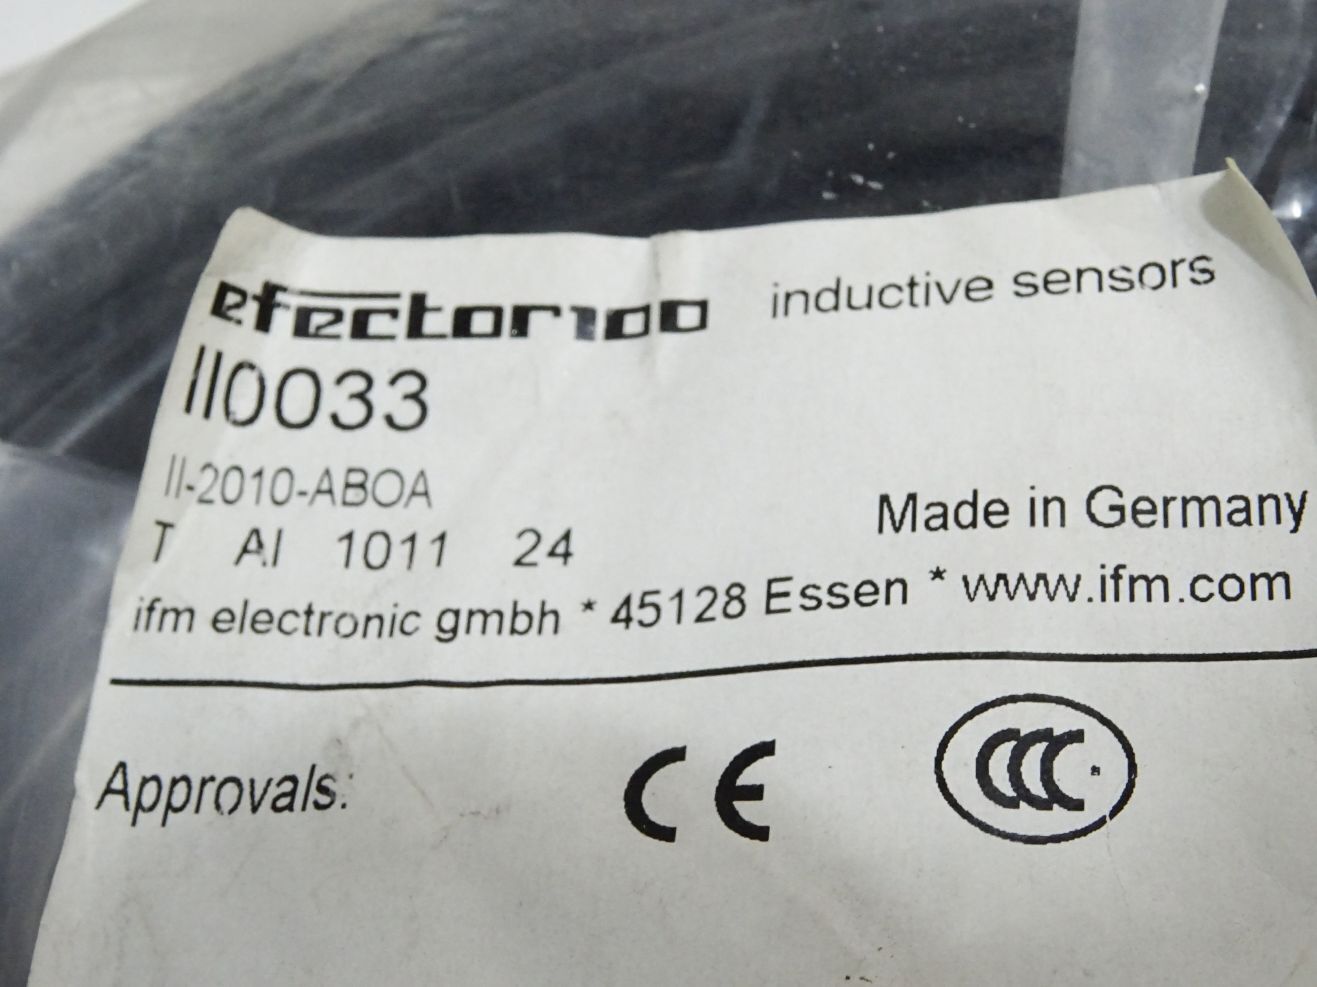 efector100 inductive sensors
II0033
II-2010-ABOA
T AI 1011 24
Made in Germany
ifm electronic gmbh * 45128 Essen * www.ifm.com
Approvals:
CE
CCC